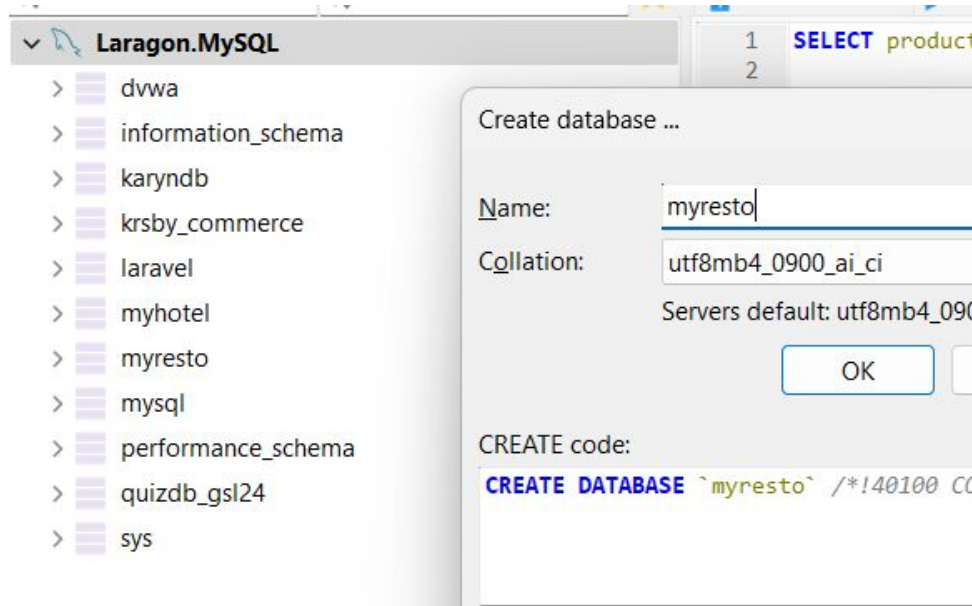 Laragon.MySQL
dvwa
information_schema
karyndb
krsby_commerce
laravel
myhotel
myresto
mysql
performance_schema
quizdb_gsl24
sys
1 SELECT product
2
Create database ...
Name: myresto
Collation: utf8mb4_0900_ai_ci
Servers default: utf8mb4_090
OK
CREATE code:
CREATE DATABASE `myresto` /*!40100 CO